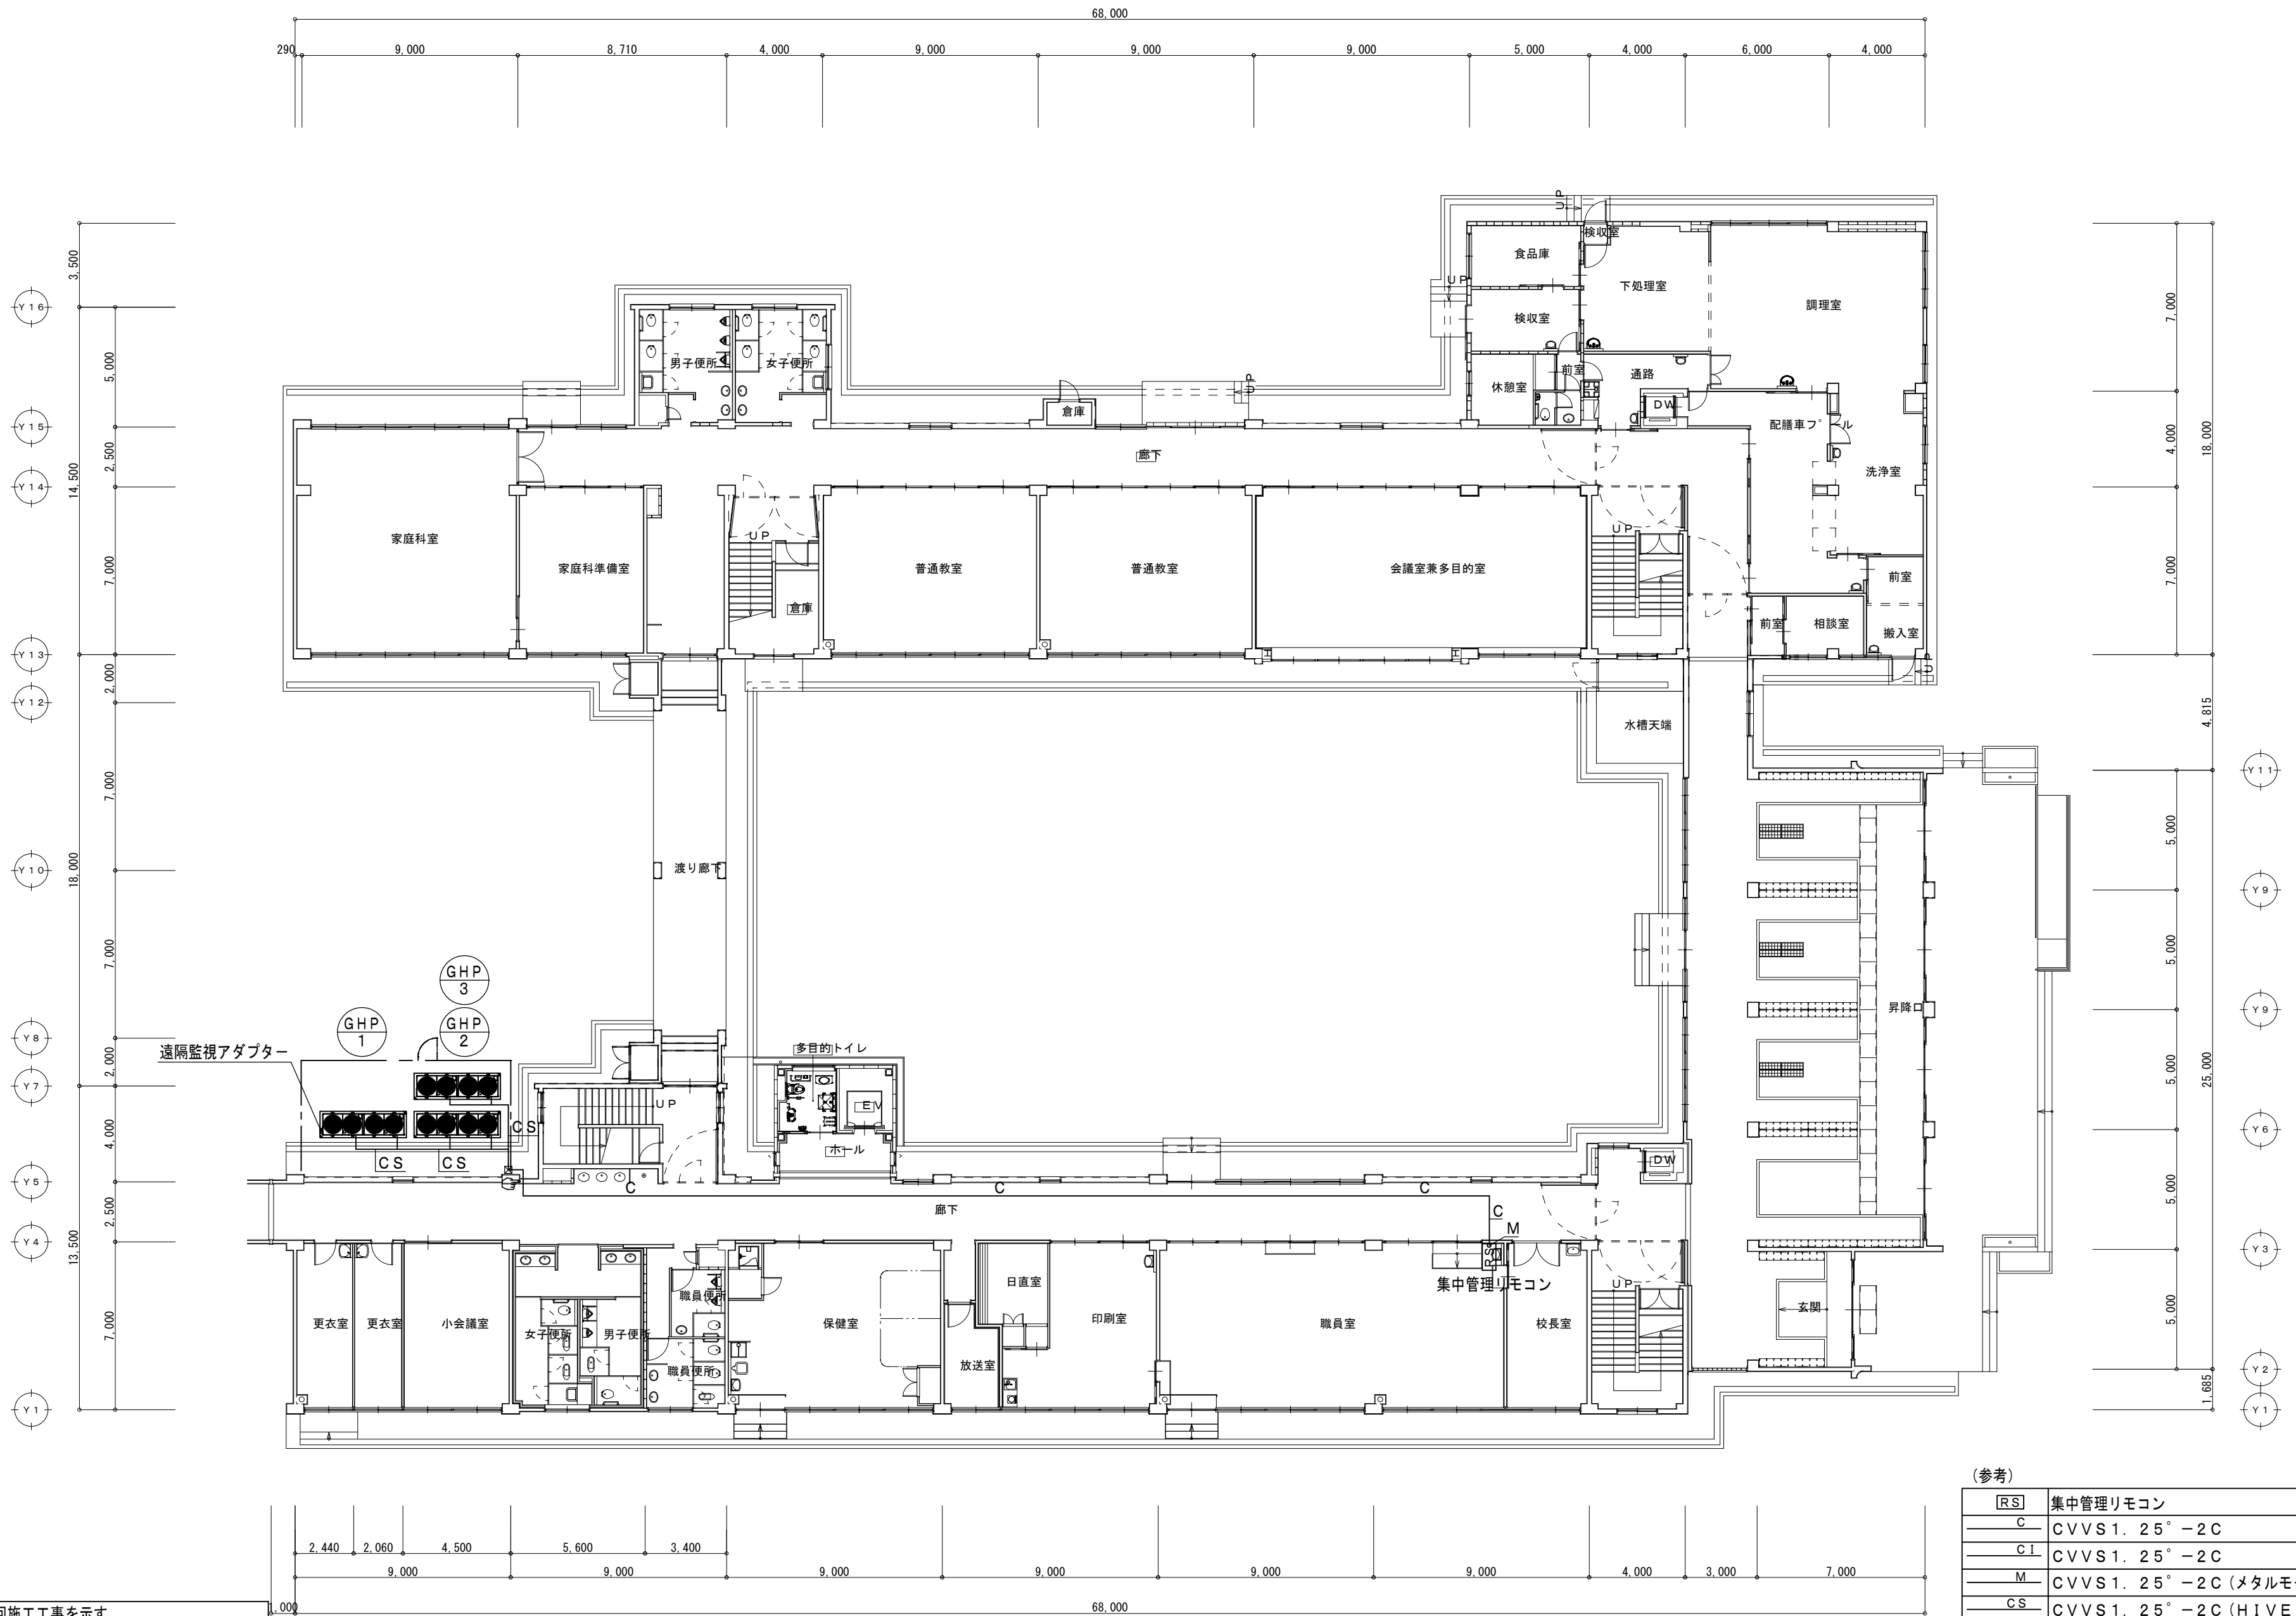 68,000
290 9,000 8,710 4,000 9,000 9,000 9,000 5,000 4,000 6,000 4,000
UP
検収室
食品庫
UP
下処理室
調理室
検収室
3,500
7,000
Y16
男子便所 女子便所
5,000
前室 通路
休憩室
UP
DW
倉庫
配膳車プール
Y15
2,500
14,500
4,000
18,000
廊下
洗浄室
Y14
UP
UP
家庭科室
家庭科準備室
普通教室
普通教室
会議室兼多目的室
7,000
7,000
前室
倉庫
前室 相談室
搬入室
Y13
UP
2,000
Y12
4,815
水槽天端
7,000
Y11
5,000
渡り廊下
Y10
18,000
Y9
7,000
5,000
GHP
3
GHP
1
GHP
2
昇降口
Y9
Y8
遠隔監視アダプター
多目的トイレ
2,000
5,000
25,000
Y7
UP
EV
4,000
CS
Y6
ホール
CS CS
DW
Y5
C C C
5,000
2,500
廊下
C
M
Y4
13,500
Y3
RS
日直室
集中管理リモコン
UP
職員便所
玄関
7,000
5,000
更衣室 更衣室 小会議室
女子便所 男子便所
保健室
印刷室
職員室
校長室
放送室
職員便所
Y2
1,685
Y1
Y1
(参考)
RS 集中管理リモコン
C CVVS1.25°-2C
2,440 2,060 4,500 5,600 3,400
CI CVVS1.25°-2C
9,000 9,000 9,000 9,000 9,000 9,000 4,000 3,000 7,000
M CVVS1.25°-2C(メタルモ
CS CVVS1.25°-2C(HIVE
1,000
68,000
施工工事を示す